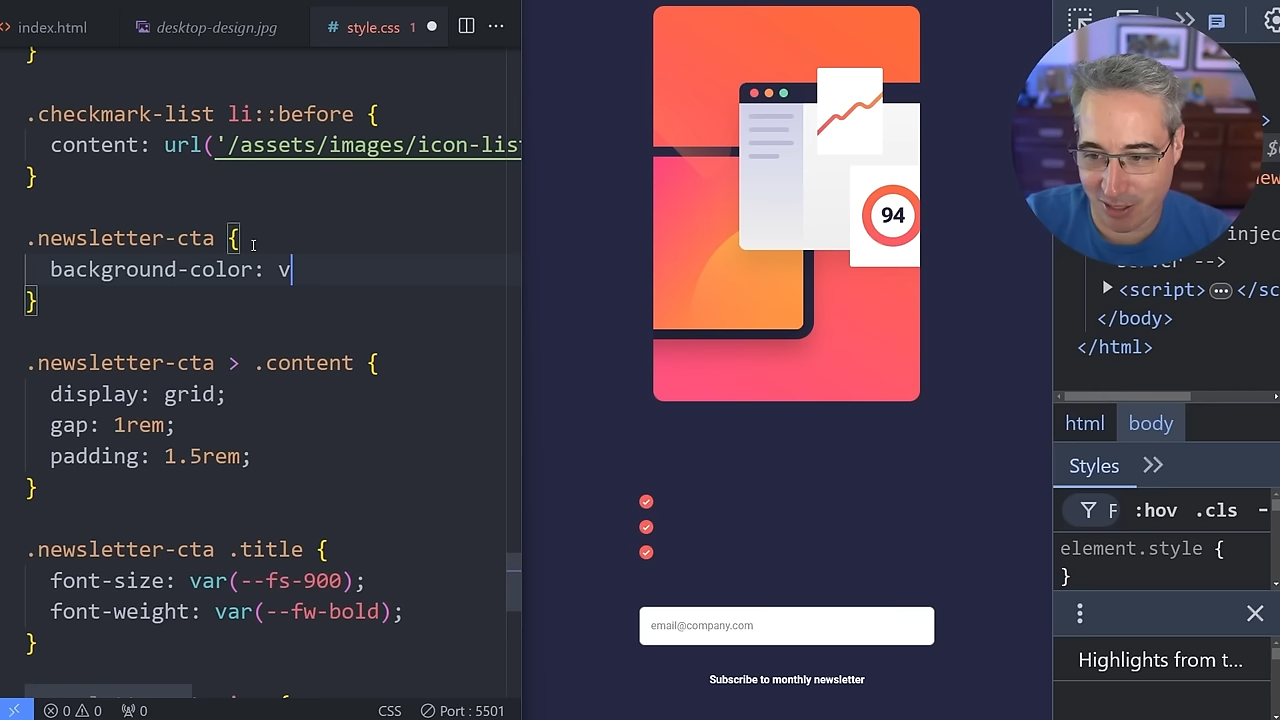 index.html
desktop-design.jpg
# style.css 1
}
.checkmark-list li::before {
content: url('/assets/images/icon-list
}
.newsletter-cta {
background-color: v
}
.newsletter-cta > .content {
display: grid;
gap: 1rem;
padding: 1.5rem;
}
.newsletter-cta .title {
font-size: var(--fs-900);
font-weight: var(--fw-bold);
}
0 0 0
CSS
Port : 5501
94
email@company.com
Subscribe to monthly newsletter
-->
<script> </sc
</body>
</html>
html body
Styles
F :hov .cls
element.style {
}
Highlights from t...